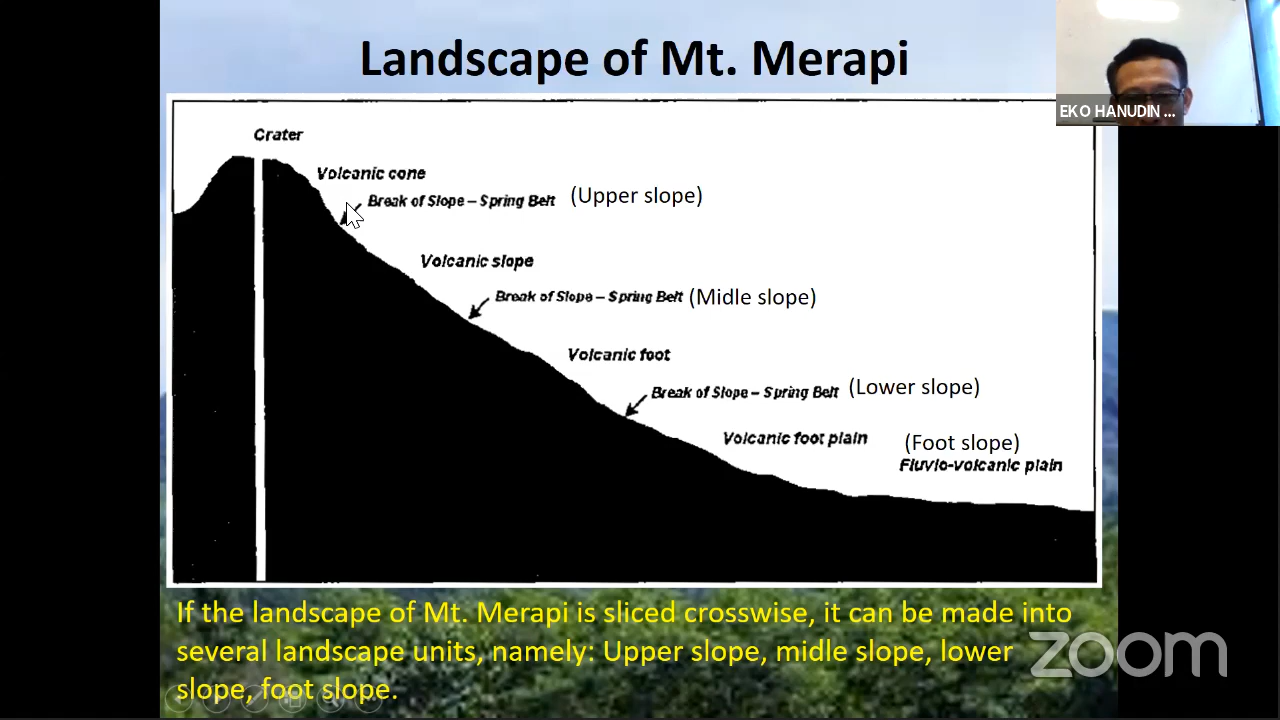 Landscape of Mt. Merapi
EKO HANUDIN ...
Crater
Volcanic cone
Break of Slope – Spring Belt (Upper slope)
Volcanic slope
Break of Slope – Spring Belt (Midle slope)
Volcanic foot
Break of Slope – Spring Belt (Lower slope)
Volcanic foot plain (Foot slope)
Fluvio-volcanic plain
If the landscape of Mt. Merapi is sliced crosswise, it can be made into
several landscape units, namely: Upper slope, midle slope, lower
slope, foot slope.
zoom